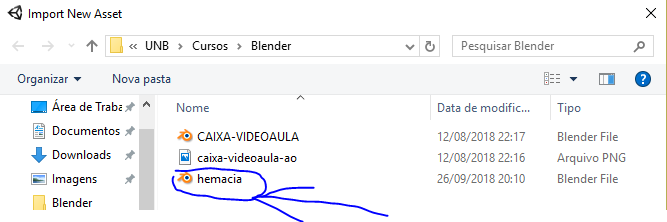 Import New Asset
« UNB > Cursos > Blender
Pesquisar Blender
Organizar Nova pasta
Nome Data de modific... Tipo
Área de Traba
Documentos
Downloads
Imagens
Blender
CAIXA-VIDEOAULA 12/08/2018 22:17 Blender File
caixa-videoaula-ao 12/08/2018 22:16 Arquivo PNG
hemacia 26/09/2018 20:10 Blender File